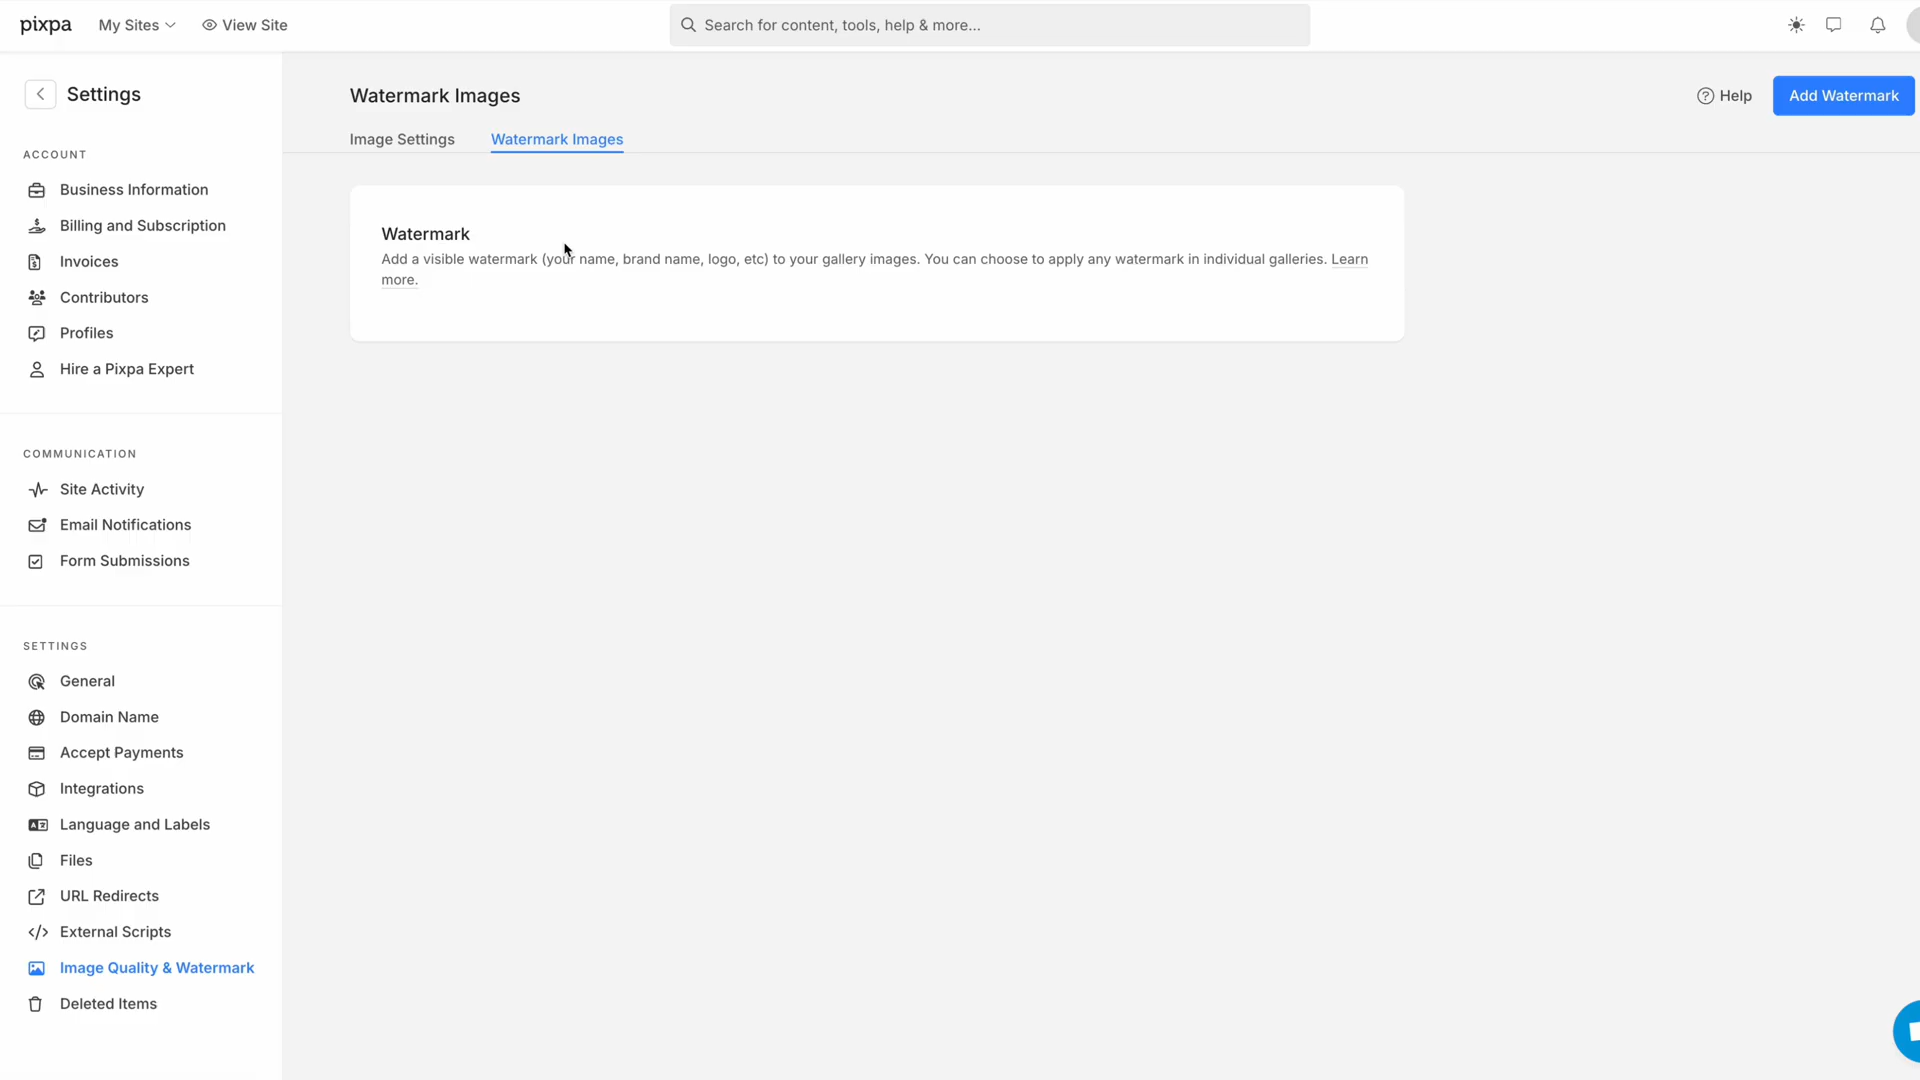 pixpa
My Sites
View Site
Search for content, tools, help & more...
Settings
ACCOUNT
Business Information
Billing and Subscription
Invoices
Contributors
Profiles
Hire a Pixpa Expert
COMMUNICATION
Site Activity
Email Notifications
Form Submissions
SETTINGS
General
Domain Name
Accept Payments
Integrations
Language and Labels
Files
URL Redirects
External Scripts
Image Quality & Watermark
Deleted Items
Watermark Images
Help
Add Watermark
Image Settings
Watermark Images
Watermark
Add a visible watermark (your name, brand name, logo, etc) to your gallery images. You can choose to apply any watermark in individual galleries. Learn
more.